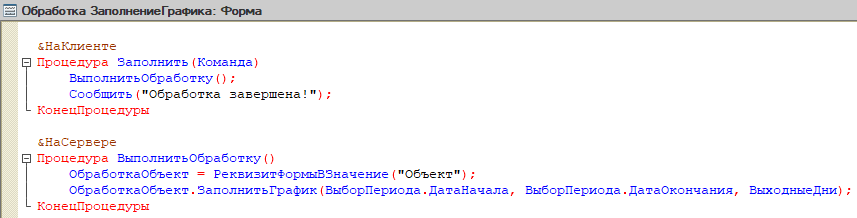 Обработка ЗаполнениеГрафика: Форма
&НаКлиенте
Процедура Заполнить(Команда)
ВыполнитьОбработку();
Сообщить("Обработка завершена!");
КонецПроцедуры
&НаСервере
Процедура ВыполнитьОбработку()
ОбработкаОбъект = РеквизитФормыВЗначение("Объект");
ОбработкаОбъект.ЗаполнитьГрафик(ВыборПериода.ДатаНачала, ВыборПериода.ДатаОкончания, ВыходныеДни);
КонецПроцедуры